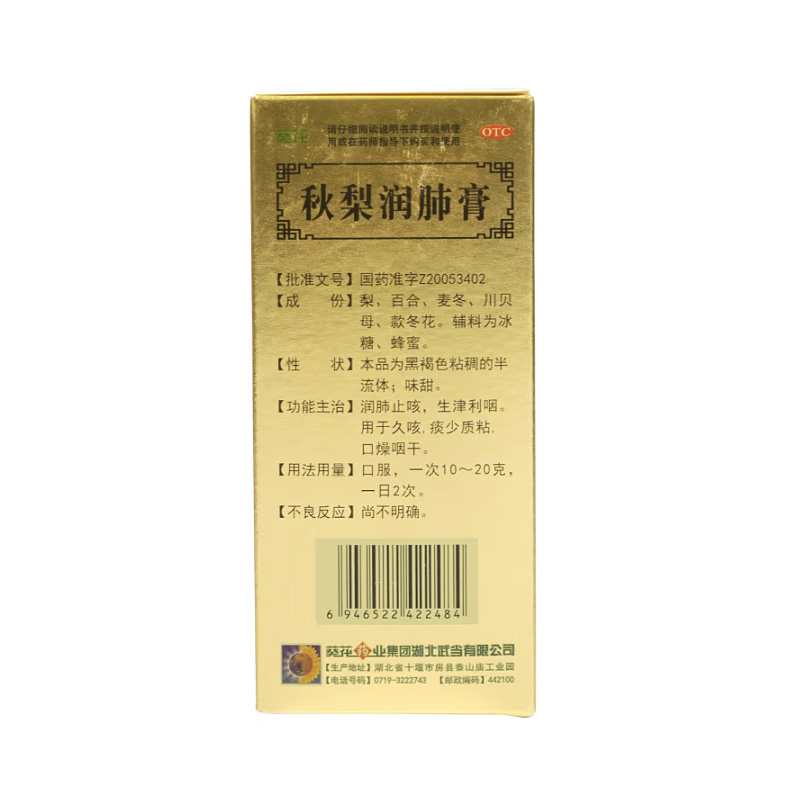 葵花
请仔细阅读说明书并按说明使
用或在药师指导下购买和使用
OTC
秋梨润肺膏
【批准文号】国药准字Z20053402
【成　份】梨、百合、麦冬、川贝
母、款冬花。辅料为冰
糖、蜂蜜。
【性　状】本品为黑褐色粘稠的半
流体；味甜。
【功能主治】润肺止咳，生津利咽。
用于久咳,痰少质粘,
口燥咽干。
【用法用量】口服，一次10～20克，
一日2次。
【不良反应】尚不明确。
6 946522 422484
葵花药业集团湖北武当有限公司
【生产地址】湖北省十堰市房县泰山庙工业园
【电话号码】0719-3222743 【邮政编码】442100